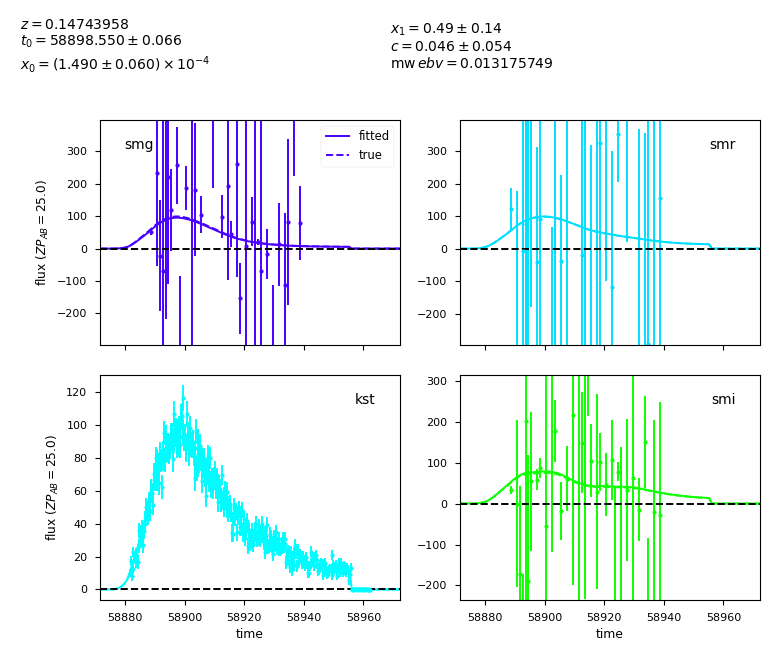 z = 0.14743958
t₀ = 58898.550 ± 0.066
x₀ = (1.490 ± 0.060) × 10⁻⁴
x₁ = 0.49 ± 0.14
c = 0.046 ± 0.054
mw ebv = 0.013175749
smg
fitted
true
300
200
100
0
−100
−200
flux (ZP_AB = 25.0)
smr
300
200
100
0
−100
−200
kst
120
100
80
60
40
20
0
flux (ZP_AB = 25.0)
58880 58900 58920 58940 58960
time
smi
300
200
100
0
−100
−200
58880 58900 58920 58940 58960
time